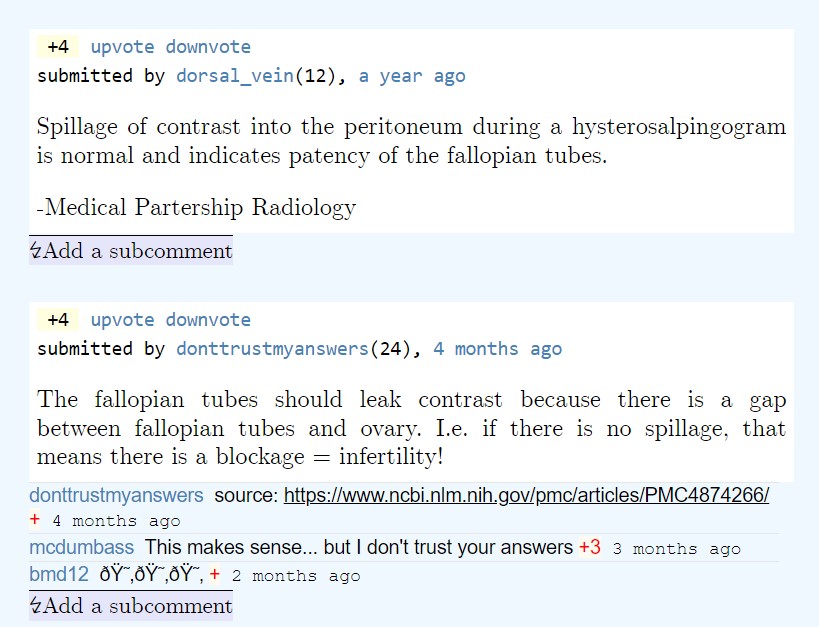 +4 upvote downvote
submitted by dorsal_vein(12), a year ago
Spillage of contrast into the peritoneum during a hysterosalpingogram
is normal and indicates patency of the fallopian tubes.
-Medical Partership Radiology
↯Add a subcomment
+4 upvote downvote
submitted by donttrustmyanswers(24), 4 months ago
The fallopian tubes should leak contrast because there is a gap
between fallopian tubes and ovary. I.e. if there is no spillage, that
means there is a blockage = infertility!
donttrustmyanswers source: https://www.ncbi.nlm.nih.gov/pmc/articles/PMC4874266/
+ 4 months ago
mcdumbass This makes sense... but I don't trust your answers +3 3 months ago
bmd12 ðŸ˜‚ðŸ˜‚ðŸ˜‚ + 2 months ago
↯Add a subcomment